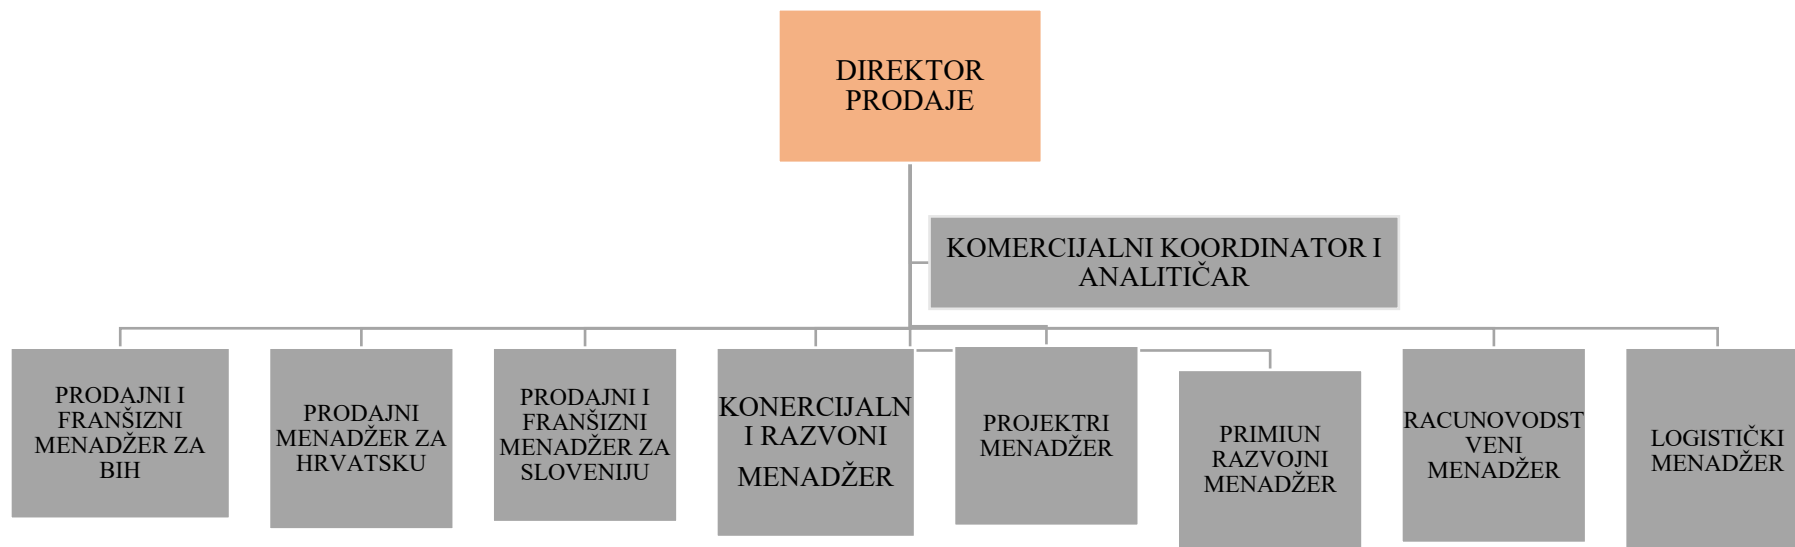 DIREKTOR
PRODAJE
KOMERCIJALNI KOORDINATOR I
ANALITIČAR
PRODAJNI I
FRANŠIZNI
MENADŽER ZA
BIH
PRODAJNI
MENADŽER ZA
HRVATSKU
PRODAJNI I
FRANŠIZNI
MENADŽER ZA
SLOVENIJU
KONERCIJALN
I RAZVONI
MENADŽER
PROJEKTRI
MENADŽER
PRIMIUN
RAZVOJNI
MENADŽER
RACUNOVODST
VENI
MENADŽER
LOGISTIČKI
MENADŽER